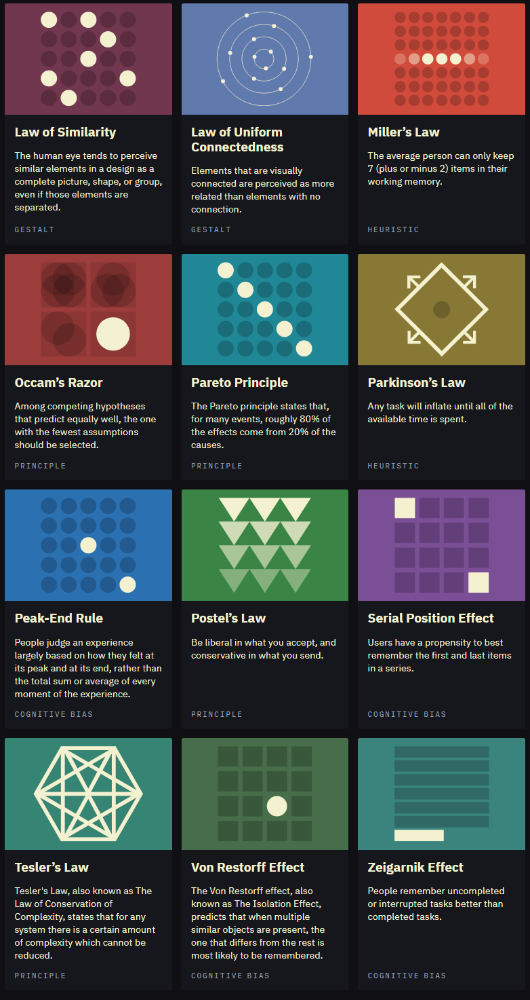 Law of Similarity
The human eye tends to perceive
similar elements in a design as a
complete picture, shape, or group,
even if those elements are
separated.
GESTALT
Law of Uniform
Connectedness
Elements that are visually
connected are perceived as more
related than elements with no
connection.
GESTALT
Miller’s Law
The average person can only keep
7 (plus or minus 2) items in their
working memory.
HEURISTIC
Occam’s Razor
Among competing hypotheses
that predict equally well, the one
with the fewest assumptions
should be selected.
PRINCIPLE
Pareto Principle
The Pareto principle states that,
for many events, roughly 80% of
the effects come from 20% of the
causes.
PRINCIPLE
Parkinson’s Law
Any task will inflate until all of the
available time is spent.
HEURISTIC
Peak-End Rule
People judge an experience
largely based on how they felt at
its peak and at its end, rather than
the total sum or average of every
moment of the experience.
COGNITIVE BIAS
Postel’s Law
Be liberal in what you accept, and
conservative in what you send.
PRINCIPLE
Serial Position Effect
Users have a propensity to best
remember the first and last items
in a series.
COGNITIVE BIAS
Tesler’s Law
Tesler's Law, also known as The
Law of Conservation of
Complexity, states that for any
system there is a certain amount
of complexity which cannot be
reduced.
PRINCIPLE
Von Restorff Effect
The Von Restorff effect, also
known as The Isolation Effect,
predicts that when multiple
similar objects are present, the
one that differs from the rest is
most likely to be remembered.
COGNITIVE BIAS
Zeigarnik Effect
People remember uncompleted
or interrupted tasks better than
completed tasks.
COGNITIVE BIAS